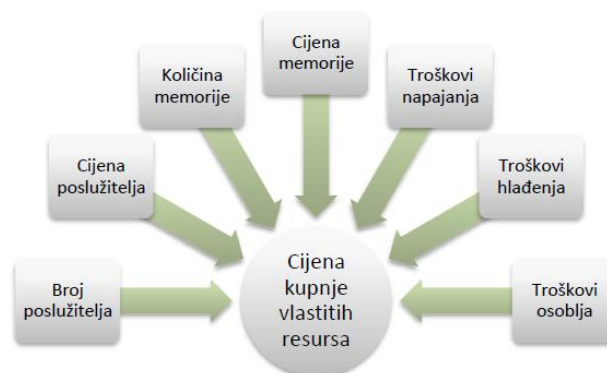 Broj
poslužitelja
Cijena
poslužitelja
Količina
memorije
Cijena
memorije
Troškovi
napajanja
Troškovi
hlađenja
Troškovi
osoblja
Cijena
kupnje
vlastitih
resursa